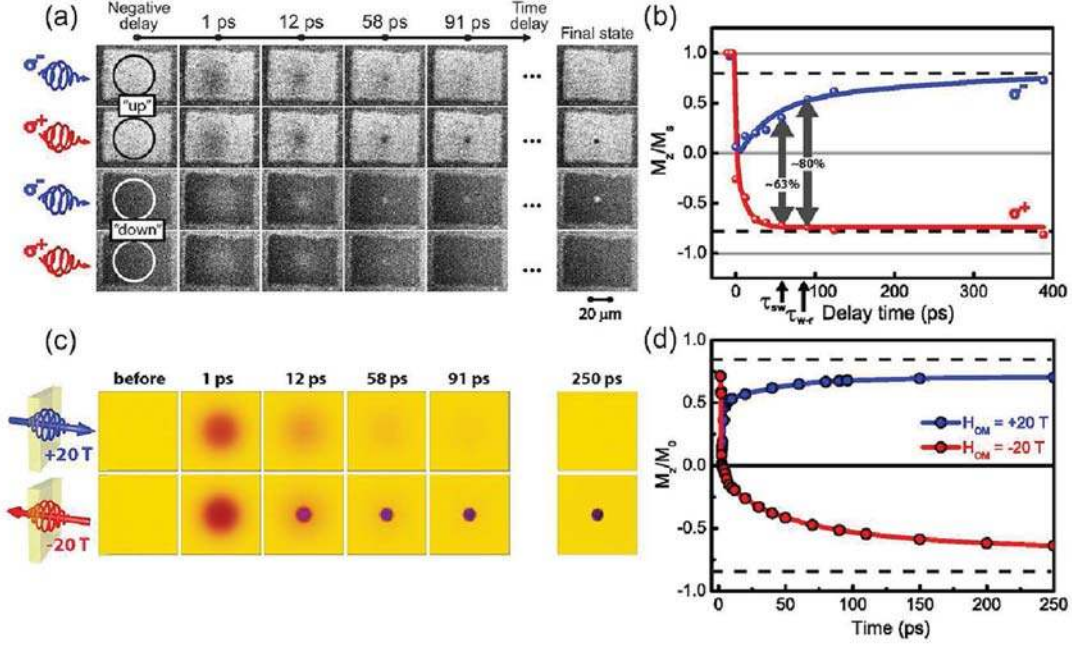 (a)
Negative delay
1 ps
12 ps
58 ps
91 ps
Time delay
Final state
σ⁻
"up"
σ⁺
σ⁻
"down"
σ⁺
...
...
...
...
20 μm
(b)
M_z/M_s
1.0
0.5
0.0
-0.5
-1.0
σ⁻
~80%
~63%
σ⁺
0
100
200
300
400
τ_sw
τ_w-r
Delay time (ps)
(c)
before
1 ps
12 ps
58 ps
91 ps
250 ps
+20 T
-20 T
(d)
M_z/M_0
1.0
0.5
0.0
-0.5
-1.0
H_OM = +20 T
H_OM = -20 T
0
50
100
150
200
250
Time (ps)